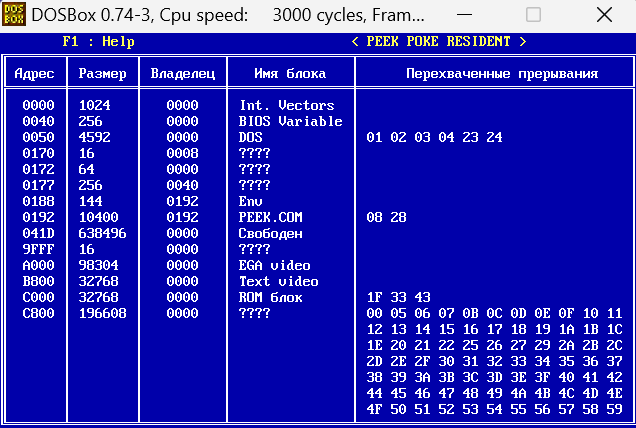 DOSBox 0.74-3, Cpu speed: 3000 cycles, Fram...
F1 : Help < PEEK POKE RESIDENT >
Адрес Размер Владелец Имя блока Перехваченные прерывания
0000 1024 0000 Int. Vectors
0040 256 0000 BIOS Variable
0050 4592 0000 DOS 01 02 03 04 23 24
0170 16 0008 ????
0172 64 0000 ????
0177 256 0040 ????
0188 144 0192 Env
0192 10400 0192 PEEK.COM 08 28
041D 638496 0000 Свободен
9FFF 16 0000 ????
A000 98304 0000 EGA video
B800 32768 0000 Text video
C000 32768 0000 ROM блок 1F 33 43
C800 196608 0000 ???? 00 05 06 07 0B 0C 0D 0E 0F 10 11
12 13 14 15 16 17 18 19 1A 1B 1C
1E 20 21 22 25 26 27 29 2A 2B 2C
2D 2E 2F 30 31 32 33 34 35 36 37
38 39 3A 3B 3C 3D 3E 3F 40 41 42
44 45 46 47 48 49 4A 4B 4C 4D 4E
4F 50 51 52 53 54 55 56 57 58 59